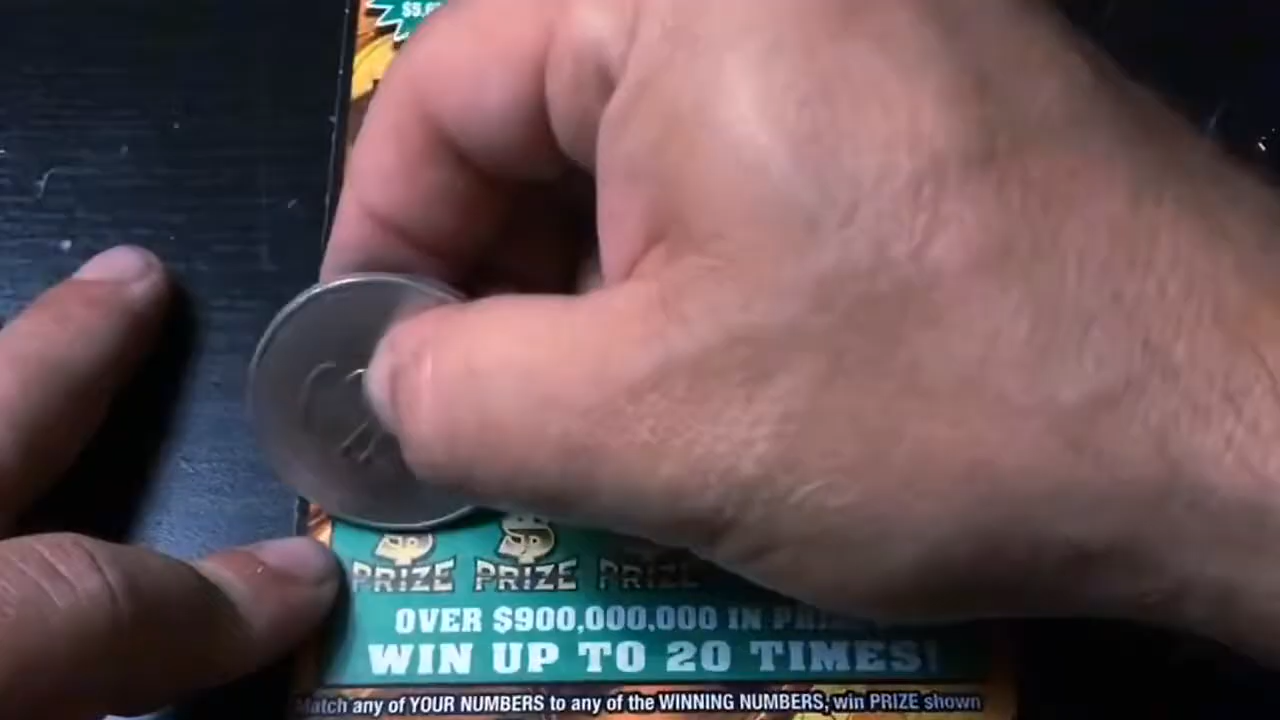 PRIZE PRIZE PRIZE
OVER $900,000,000 IN
WIN UP TO 20 TIMES!
Match any of YOUR NUMBERS to any of the WINNING NUMBERS, win PRIZE shown